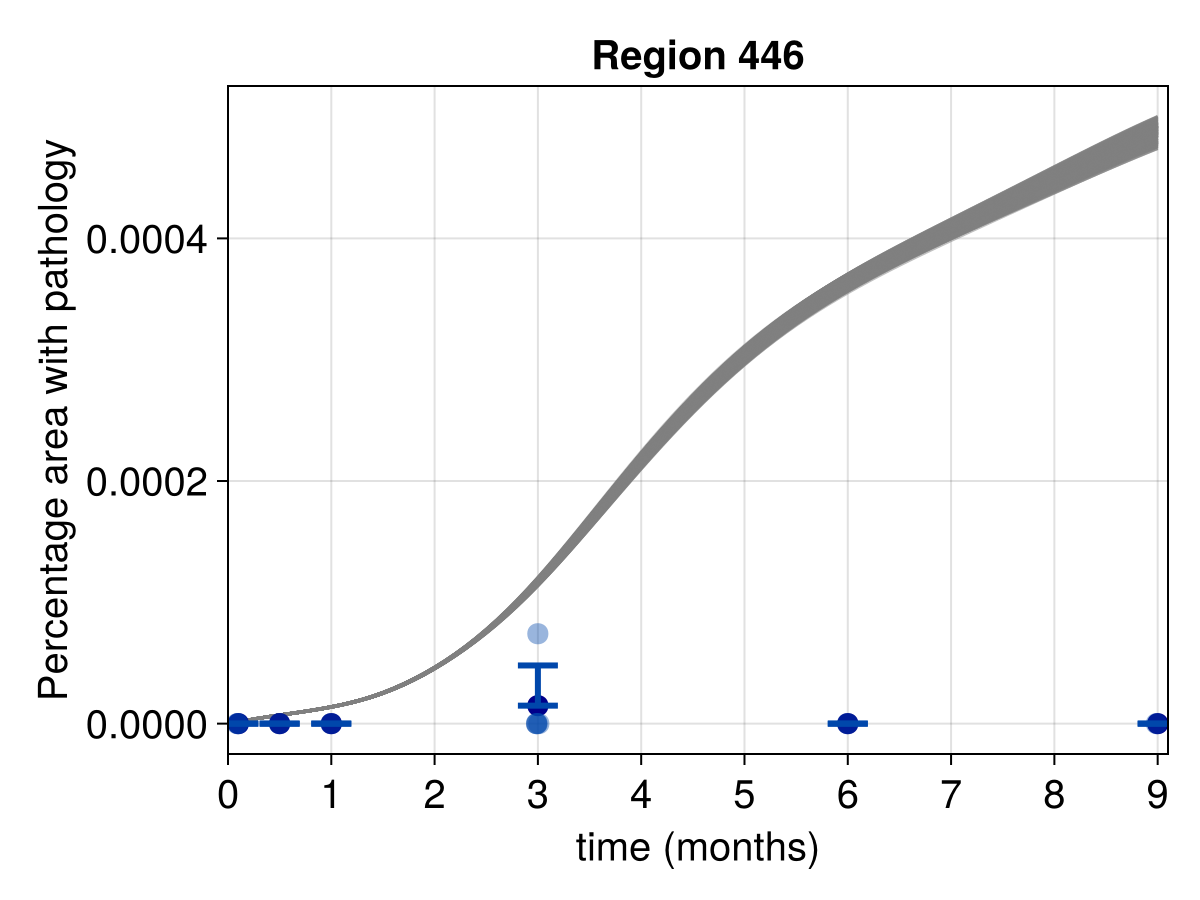 Region 446
Percentage area with pathology
0.0004
0.0002
0.0000
0 1 2 3 4 5 6 7 8 9
time (months)